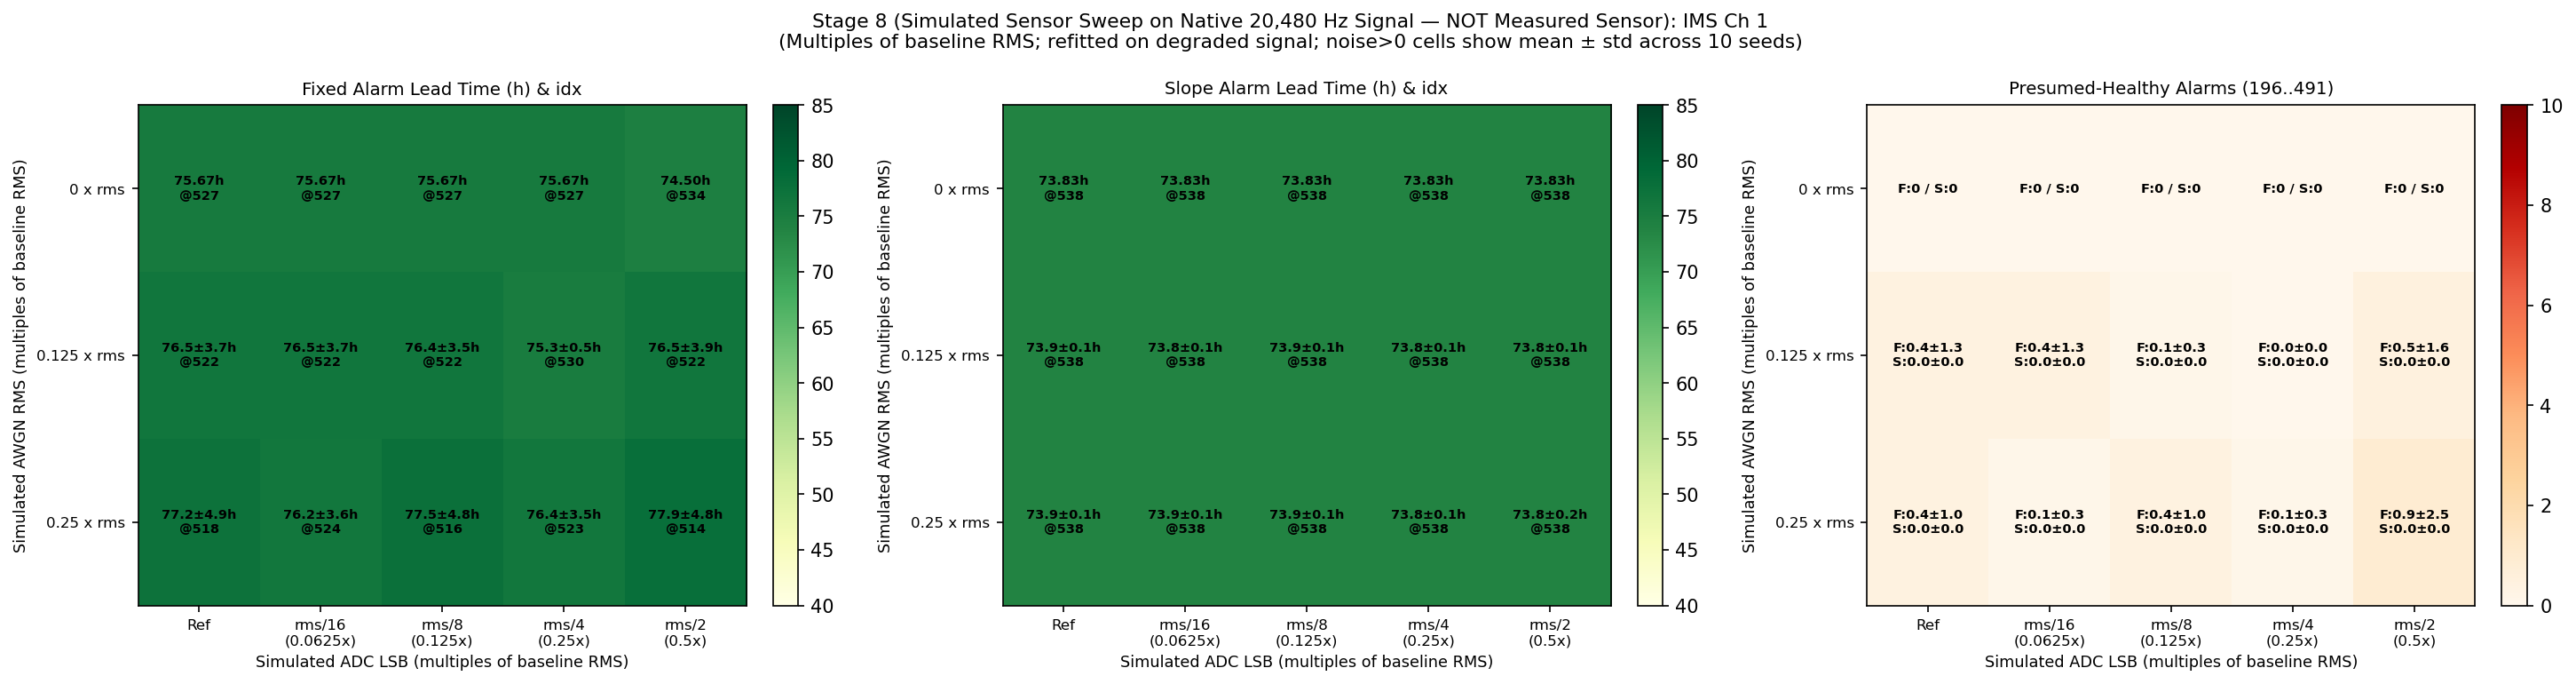 Stage 8 (Simulated Sensor Sweep on Native 20,480 Hz Signal — NOT Measured Sensor): IMS Ch 1
(Multiples of baseline RMS; refitted on degraded signal; noise>0 cells show mean ± std across 10 seeds)
Fixed Alarm Lead Time (h) & idx
Simulated AWGN RMS (multiples of baseline RMS)
0 x rms
0.125 x rms
0.25 x rms
75.67h 75.67h 75.67h 75.67h 74.50h
@527 @527 @527 @527 @534
76.5±3.7h 76.5±3.7h 76.4±3.5h 75.3±0.5h 76.5±3.9h
@522 @522 @522 @530 @522
77.2±4.9h 76.2±3.6h 77.5±4.8h 76.4±3.5h 77.9±4.8h
@518 @524 @516 @523 @514
Ref rms/16 rms/8 rms/4 rms/2
(0.0625x) (0.125x) (0.25x) (0.5x)
Simulated ADC LSB (multiples of baseline RMS)
85
80
75
70
65
60
55
50
45
40
Slope Alarm Lead Time (h) & idx
Simulated AWGN RMS (multiples of baseline RMS)
0 x rms
0.125 x rms
0.25 x rms
73.83h 73.83h 73.83h 73.83h 73.83h
@538 @538 @538 @538 @538
73.9±0.1h 73.8±0.1h 73.9±0.1h 73.8±0.1h 73.8±0.1h
@538 @538 @538 @538 @538
73.9±0.1h 73.9±0.1h 73.9±0.1h 73.8±0.1h 73.8±0.2h
@538 @538 @538 @538 @538
Ref rms/16 rms/8 rms/4 rms/2
(0.0625x) (0.125x) (0.25x) (0.5x)
Simulated ADC LSB (multiples of baseline RMS)
85
80
75
70
65
60
55
50
45
40
Presumed-Healthy Alarms (196..491)
Simulated AWGN RMS (multiples of baseline RMS)
0 x rms
0.125 x rms
0.25 x rms
F:0 / S:0 F:0 / S:0 F:0 / S:0 F:0 / S:0 F:0 / S:0
F:0.4±1.3 F:0.4±1.3 F:0.1±0.3 F:0.0±0.0 F:0.5±1.6
S:0.0±0.0 S:0.0±0.0 S:0.0±0.0 S:0.0±0.0 S:0.0±0.0
F:0.4±1.0 F:0.1±0.3 F:0.4±1.0 F:0.1±0.3 F:0.9±2.5
S:0.0±0.0 S:0.0±0.0 S:0.0±0.0 S:0.0±0.0 S:0.0±0.0
Ref rms/16 rms/8 rms/4 rms/2
(0.0625x) (0.125x) (0.25x) (0.5x)
Simulated ADC LSB (multiples of baseline RMS)
10
8
6
4
2
0